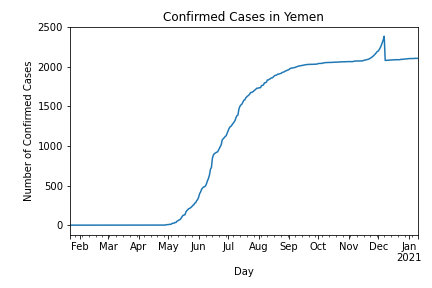 Confirmed Cases in Yemen
Number of Confirmed Cases
2500
2000
1500
1000
500
0
Feb Mar Apr May Jun Jul Aug Sep Oct Nov Dec Jan
2021
Day